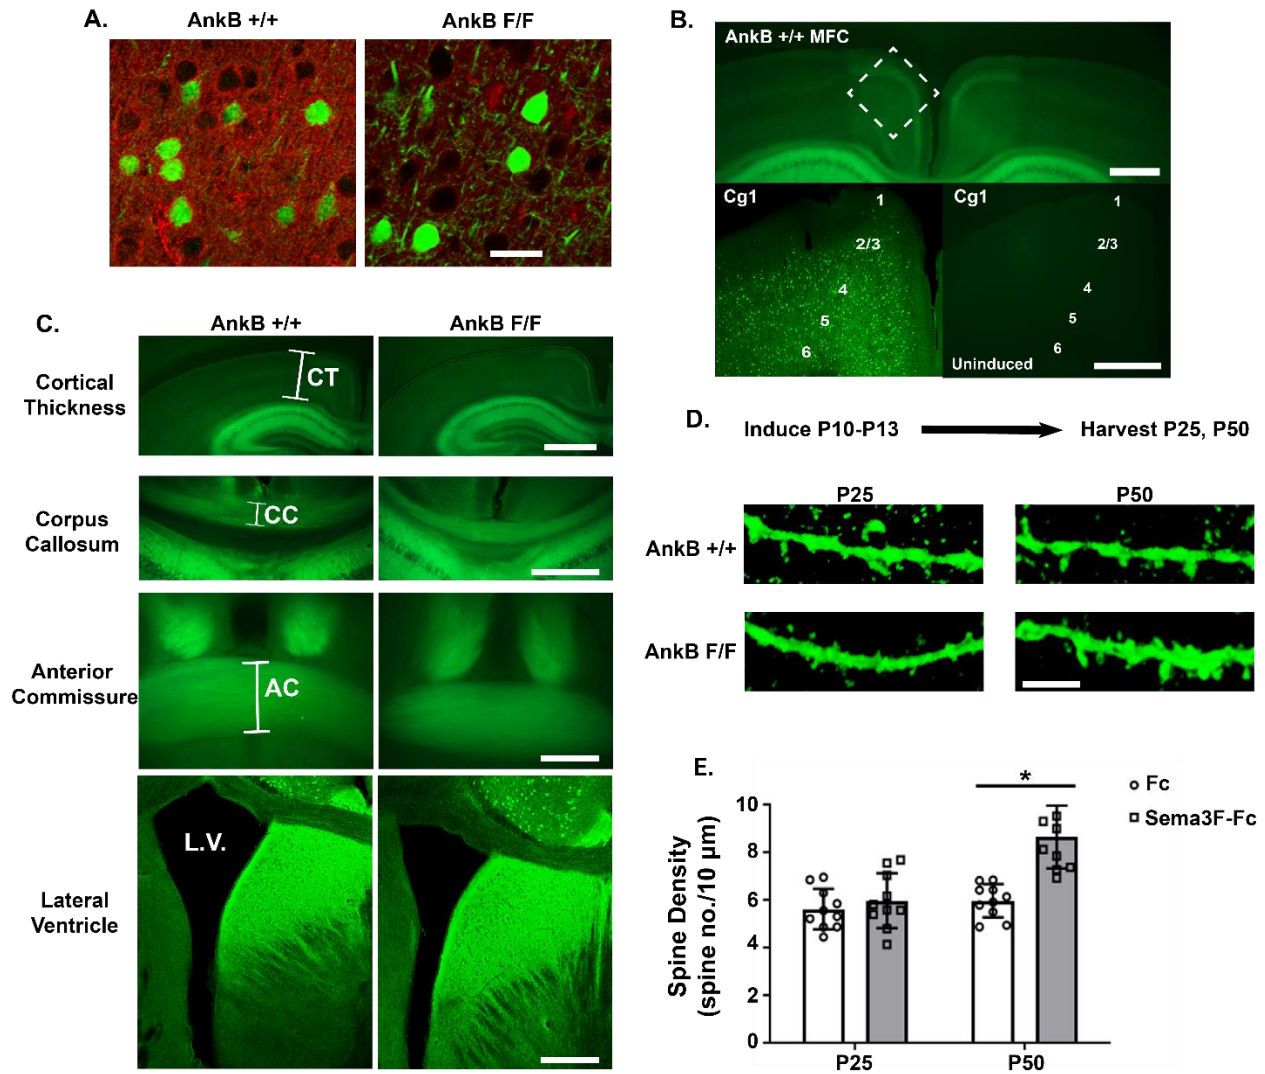 A.
AnkB +/+
AnkB F/F
B.
AnkB +/+ MFC
Cg1
1
2/3
4
5
6
Cg1
1
2/3
4
5
6
Uninduced
C.
AnkB +/+
AnkB F/F
Cortical
Thickness
CT
Corpus
Callosum
CC
Anterior
Commissure
AC
Lateral
Ventricle
L.V.
D.
Induce P10-P13
Harvest P25, P50
P25
P50
AnkB +/+
AnkB F/F
E.
*
Fc
Sema3F-Fc
Spine Density
(spine no./10 µm)
10
8
6
4
2
0
P25
P50